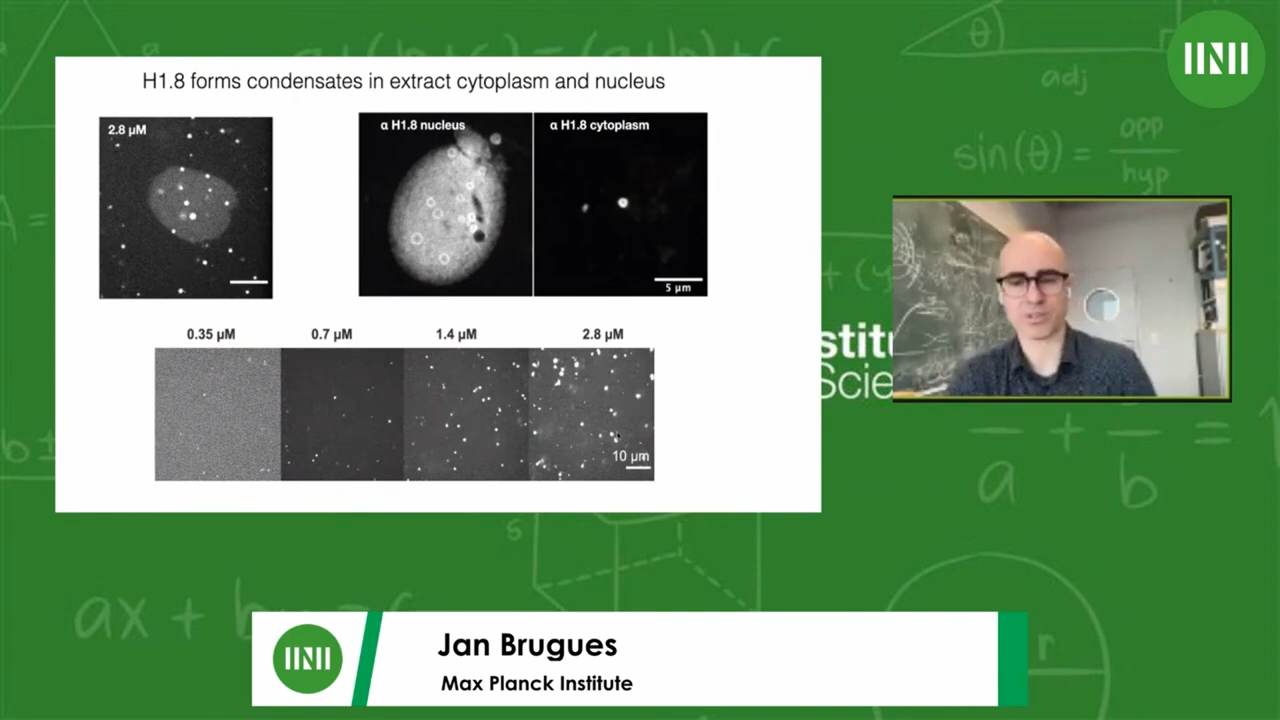 H1.8 forms condensates in extract cytoplasm and nucleus
2.8 μM
α H1.8 nucleus
α H1.8 cytoplasm
5 μm
0.35 μM
0.7 μM
1.4 μM
2.8 μM
10 μm
Jan Brugues
Max Planck Institute
a + (b + c) = (a + b) + c
θ
adj
sin(θ) =
opp
hyp
A =
stitu
Scie
a
b
+
= 1
b ±
s
ax + b
r